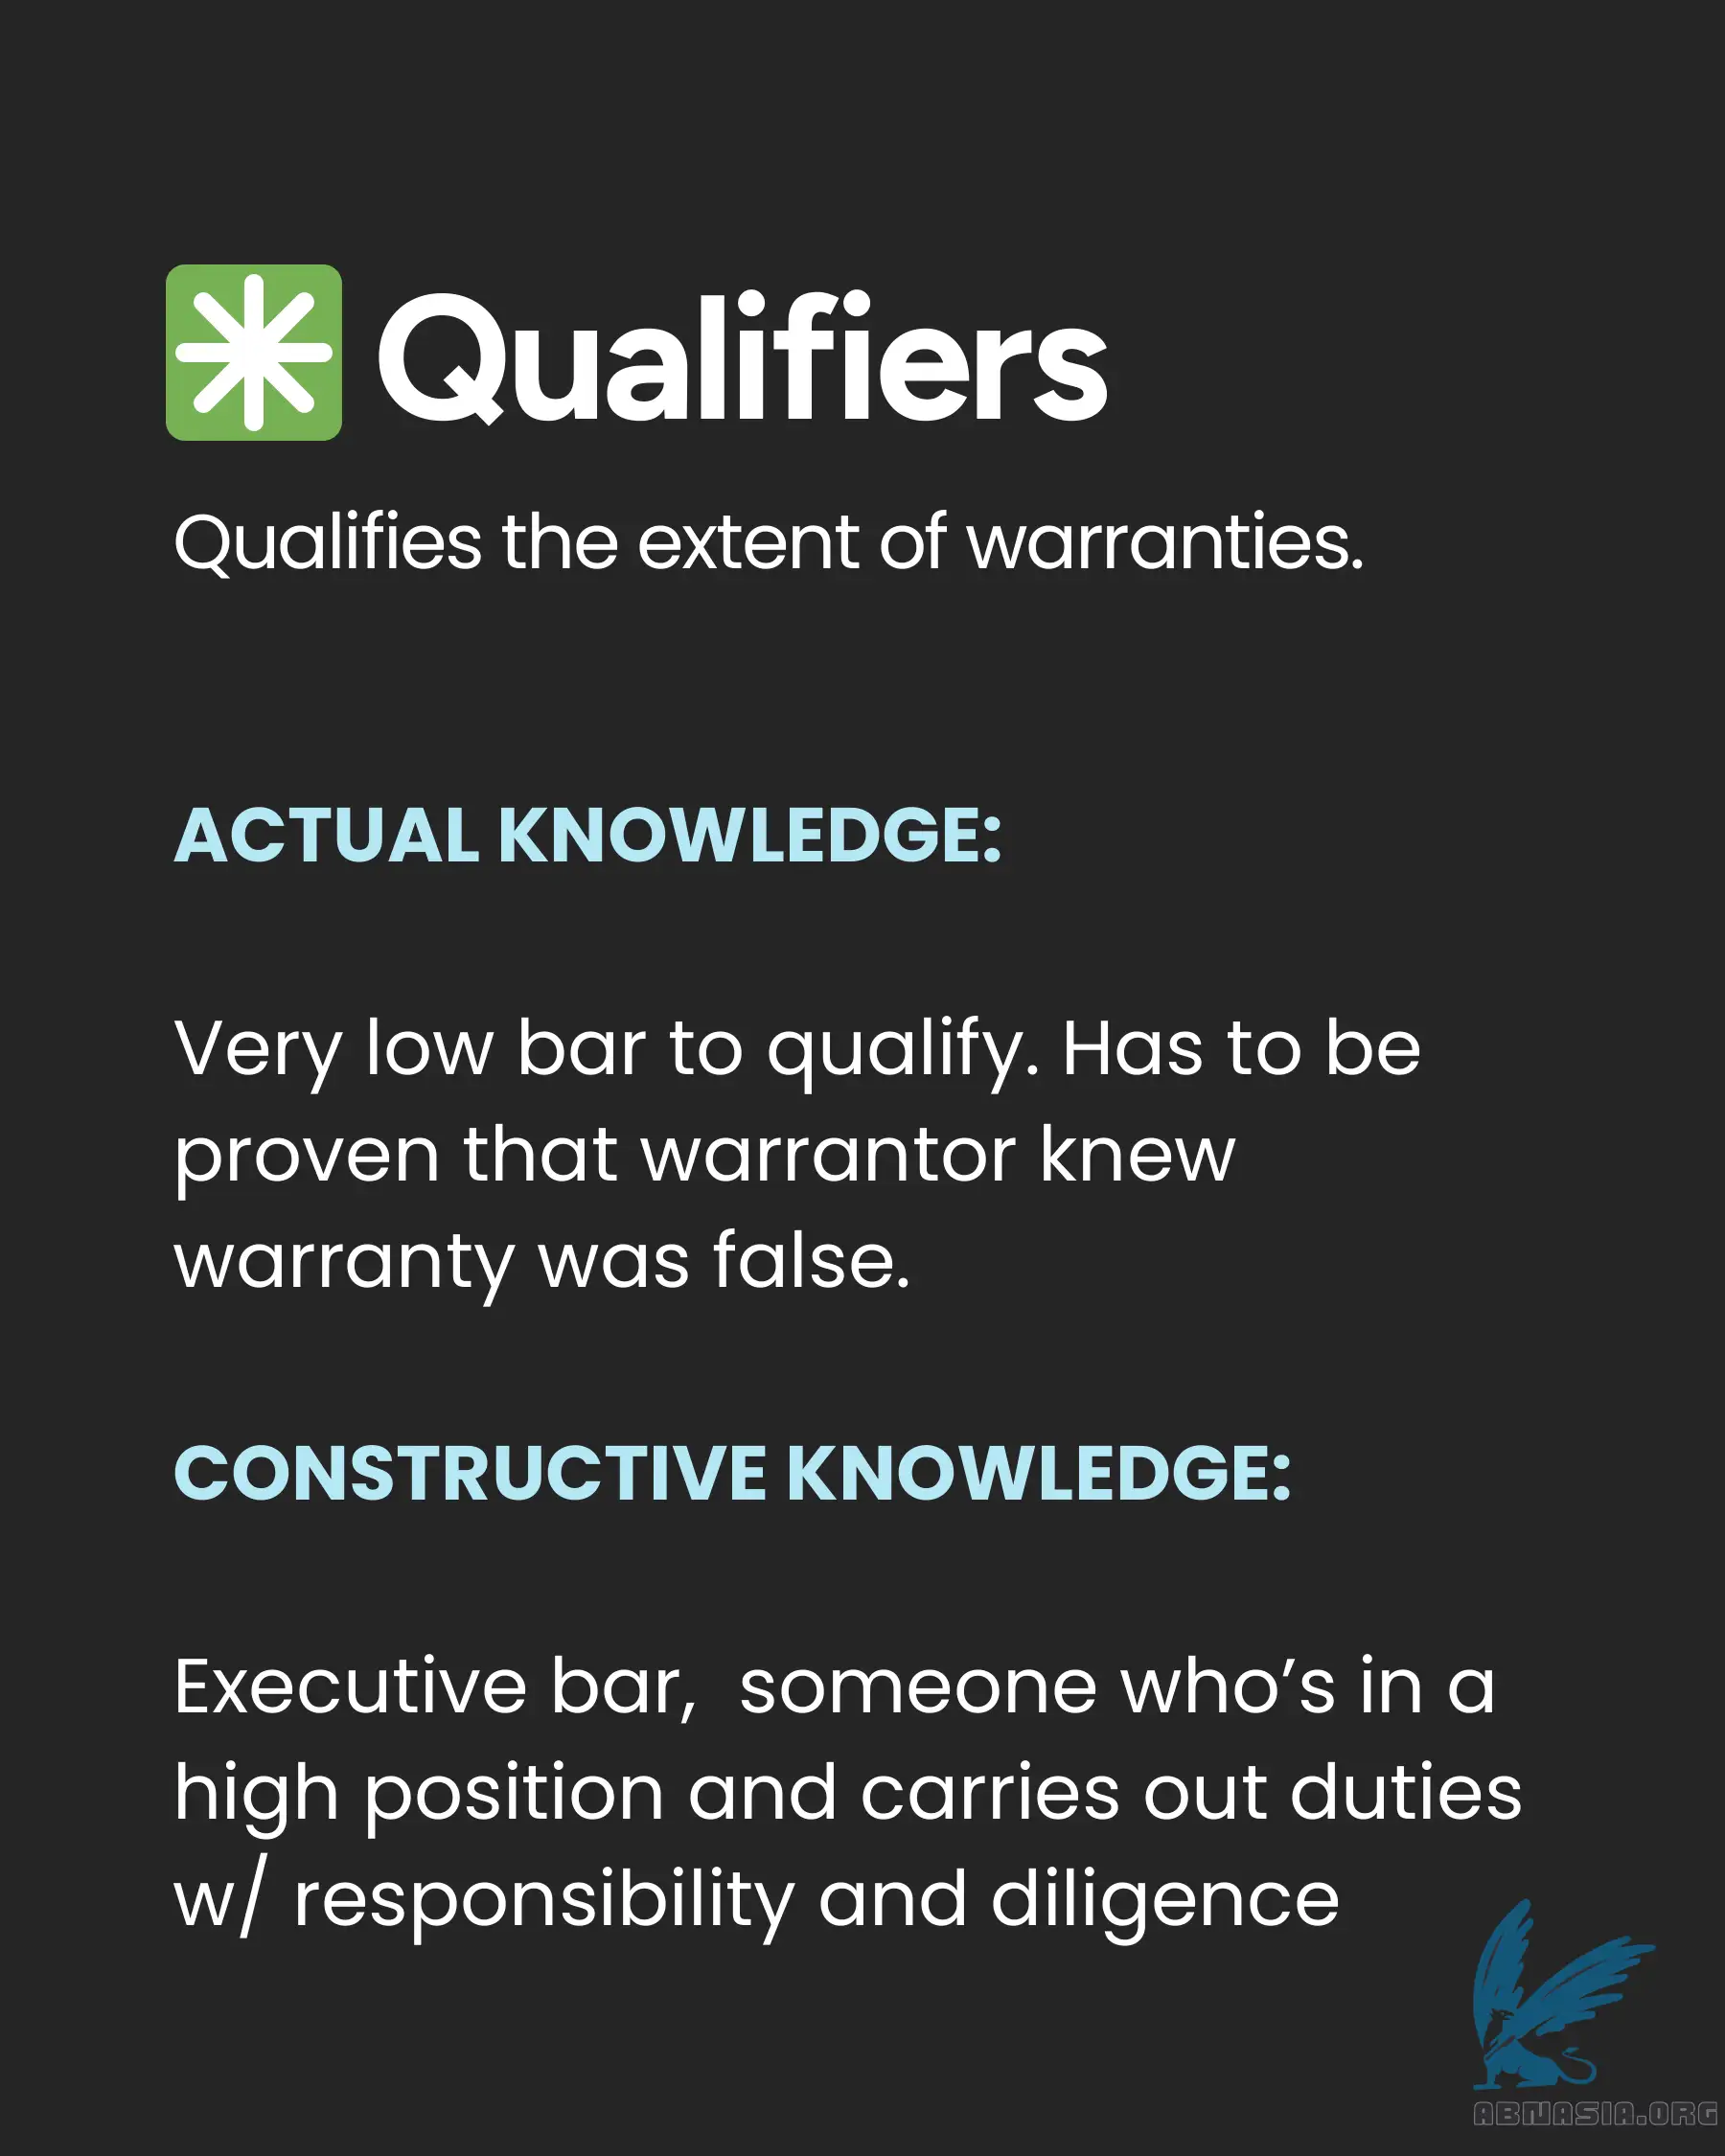 Qualifiers
Qualifies the extent of warranties.
ACTUAL KNOWLEDGE:
Very low bar to qualify. Has to be
proven that warrantor knew
warranty was false.
CONSTRUCTIVE KNOWLEDGE:
Executive bar,  someone who’s in a
high position and carries out duties
w/ responsibility and diligence
ABNASIA.ORG